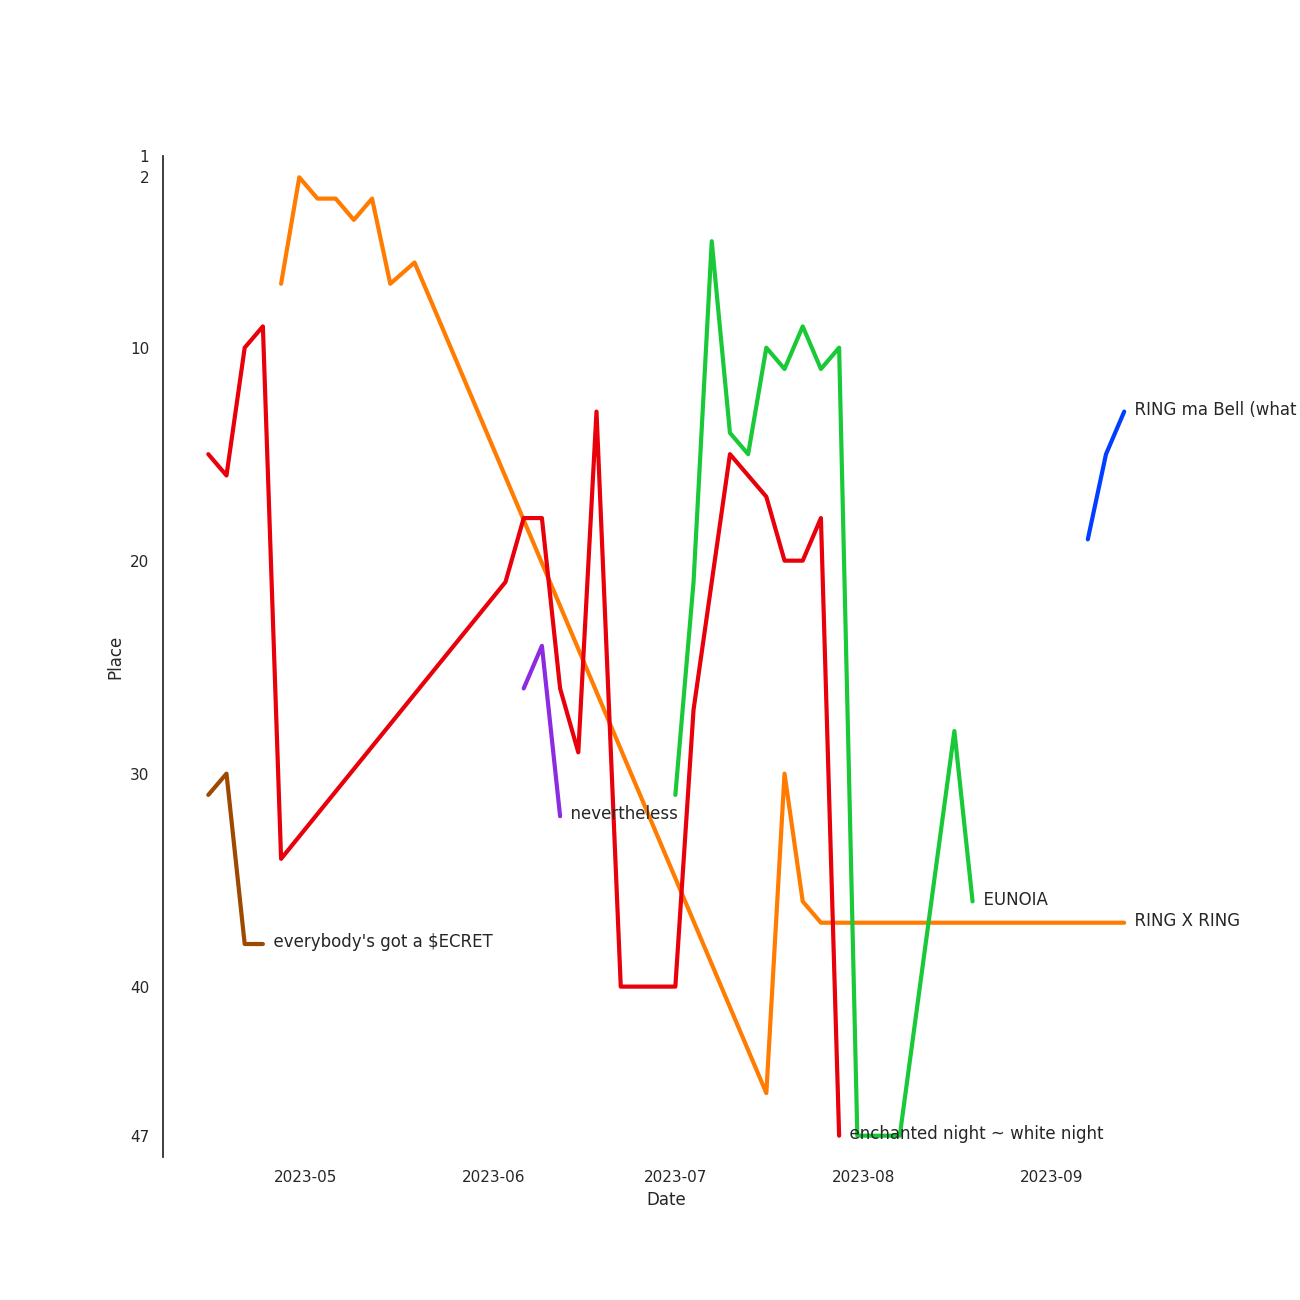 1
2
10
RING ma Bell (what
20
Place
30
nevertheless
EUNOIA
RING X RING
everybody's got a $ECRET
40
47
enchanted night ~ white night
2023-05 2023-06 2023-07 2023-08 2023-09
Date